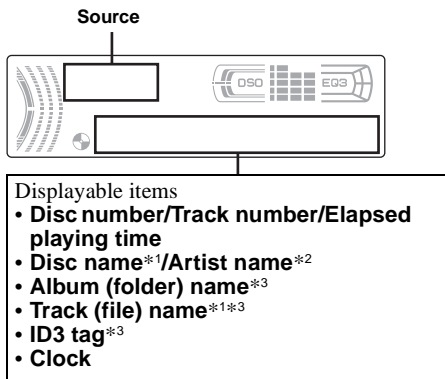 Source
DSO EQ3
Displayable items
• Disc number/Track number/Elapsed
playing time
• Disc name*1/Artist name*2
• Album (folder) name*3
• Track (file) name*1*3
• ID3 tag*3
• Clock